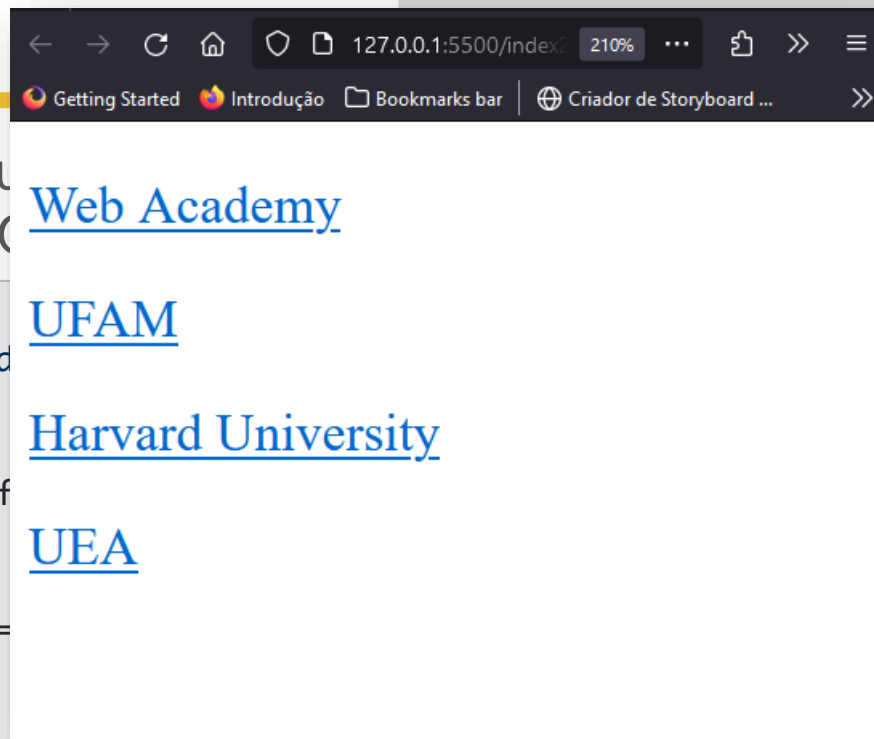 127.0.0.1:5500/index2 210%
Getting Started Introdução Bookmarks bar Criador de Storyboard ...
Web Academy
UFAM
Harvard University
UEA